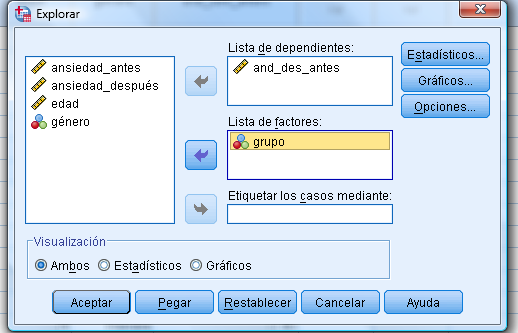 Explorar
ansiedad_antes
ansiedad_después
edad
género
Lista de dependientes:
and_des_antes
Lista de factores:
grupo
Etiquetar los casos mediante:
Estadísticos...
Gráficos...
Opciones...
Visualización
Ambos Estadísticos Gráficos
Aceptar Pegar Restablecer Cancelar Ayuda